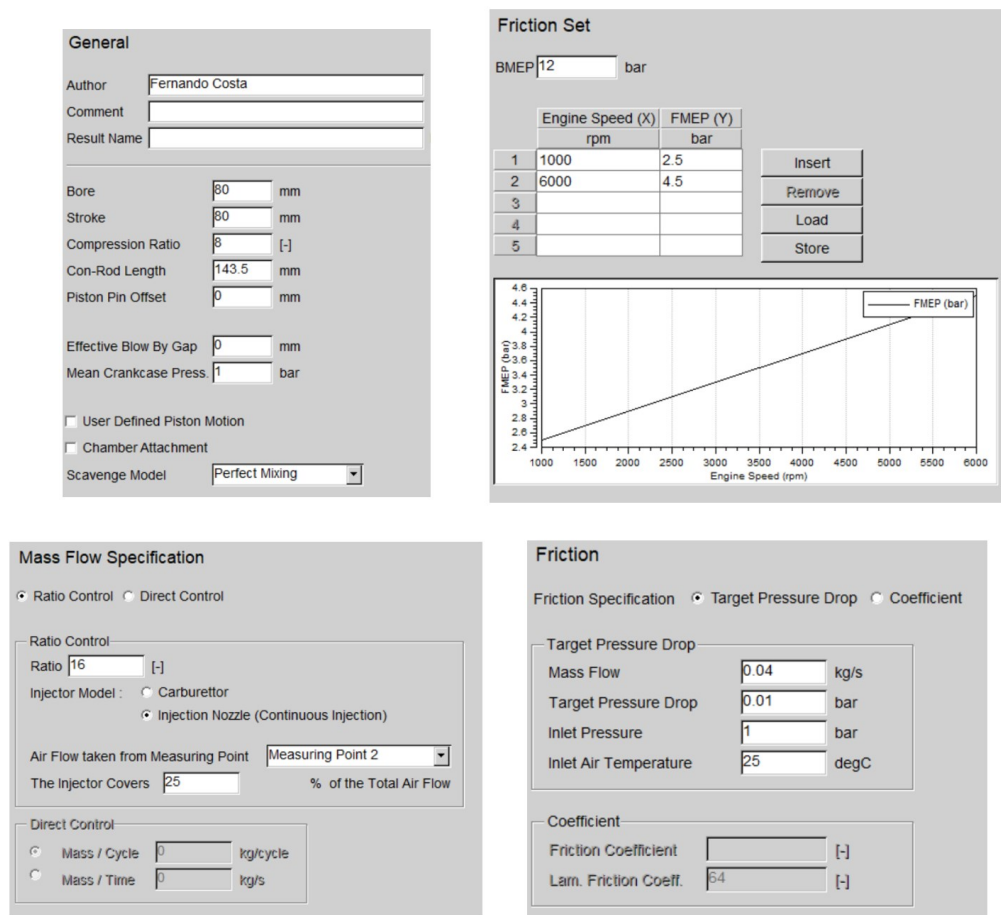 General
Author Fernando Costa
Comment
Result Name
Bore 80 mm
Stroke 80 mm
Compression Ratio 8 [-]
Con-Rod Length 143.5 mm
Piston Pin Offset 0 mm
Effective Blow By Gap 0 mm
Mean Crankcase Press. 1 bar
User Defined Piston Motion
Chamber Attachment
Scavenge Model Perfect Mixing
Friction Set
BMEP 12 bar
Engine Speed (X) FMEP (Y)
rpm bar
1 1000 2.5 Insert
2 6000 4.5 Remove
3
4 Load
5 Store
4.6
4.4 FMEP (bar)
4.2
4
3.8
3.6
3.4
3.2
3
2.8
2.6
2.4
FMEP (bar)
1000 1500 2000 2500 3000 3500 4000 4500 5000 5500 6000
Engine Speed (rpm)
Mass Flow Specification
Ratio Control Direct Control
Ratio Control
Ratio 16 [-]
Injector Model : Carburettor
Injection Nozzle (Continuous Injection)
Air Flow taken from Measuring Point Measuring Point 2
The Injector Covers 25 % of the Total Air Flow
Direct Control
Mass / Cycle 0 kg/cycle
Mass / Time 0 kg/s
Friction
Friction Specification Target Pressure Drop Coefficient
Target Pressure Drop
Mass Flow 0.04 kg/s
Target Pressure Drop 0.01 bar
Inlet Pressure 1 bar
Inlet Air Temperature 25 degC
Coefficient
Friction Coefficient [-]
Lam. Friction Coeff. 64 [-]